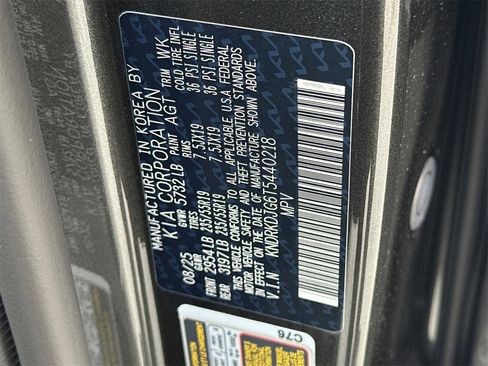 MANUFACTURED IN KOREA BY
KIA CORPORATION
08/25 GVWR 5732 LB PAINT AGT TRIM WK
GAWR TIRES RIMS COLD TIRE INFL
FRONT 2954 LB 235/55R19 7.5JX19 36 PSI SINGLE
REAR 3197 LB 235/55R19 7.5JX19 36 PSI SINGLE
THIS VEHICLE CONFORMS TO ALL APPLICABLE U.S.A FEDERAL
MOTOR VEHICLE SAFETY AND THEFT PREVENTION STANDARDS
IN EFFECT ON THE DATE OF MANUFACTURE SHOWN ABOVE.
V.I.N KNDRKDJG6T5440218
MPV
C76